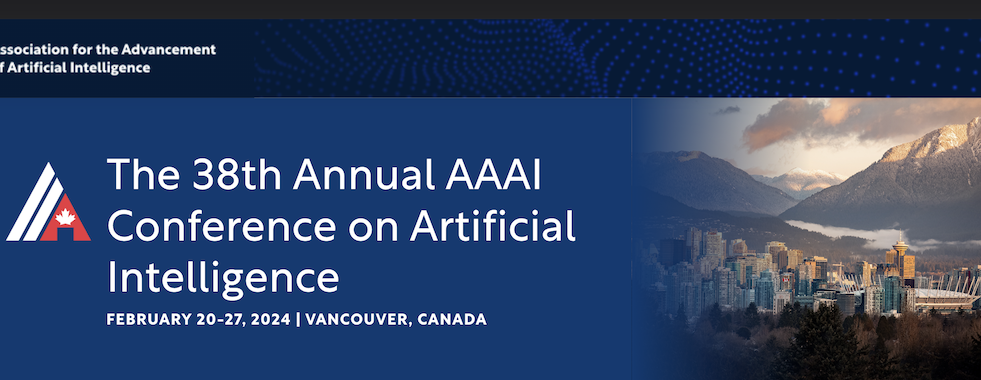 ssociation for the Advancement
f Artificial Intelligence
The 38th Annual AAAI
Conference on Artificial
Intelligence
FEBRUARY 20-27, 2024 | VANCOUVER, CANADA